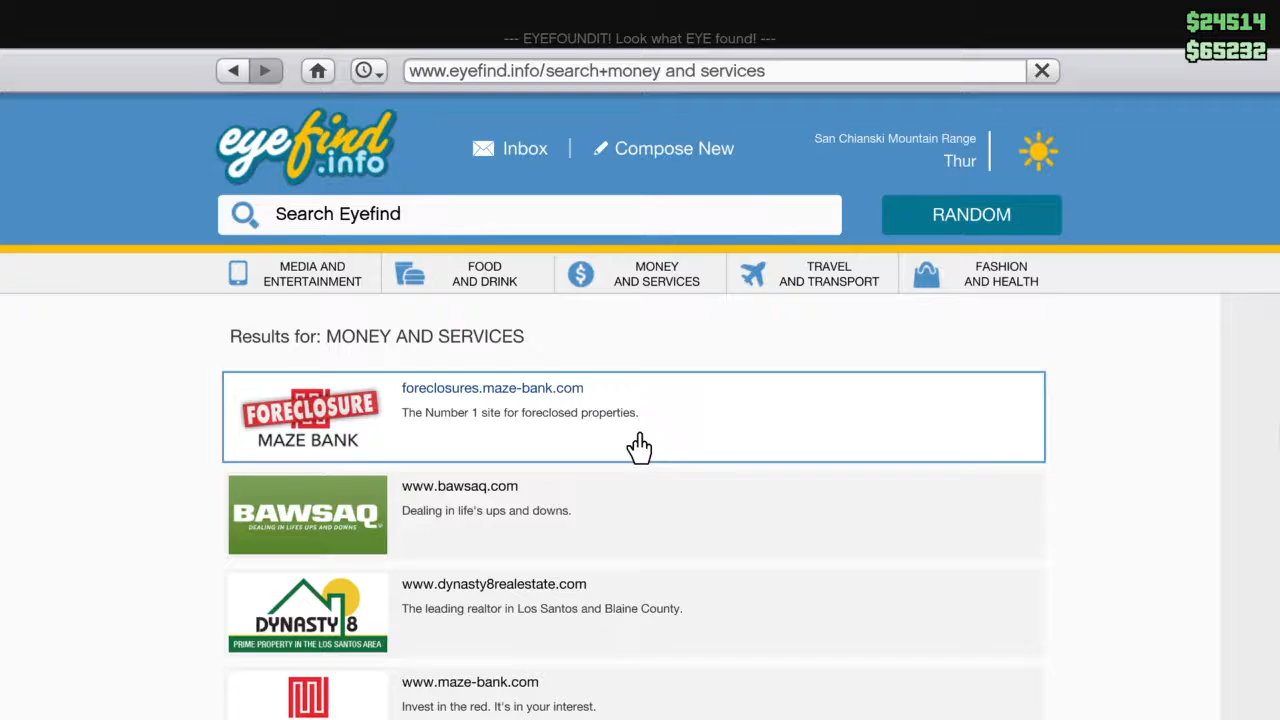 $24514
--- EYEFOUNDIT! Look what EYE found! ---
$65232
www.eyefind.info/search+money and services
eyefind.info
Inbox
Compose New
San Chianski Mountain Range
Thur
Search Eyefind
RANDOM
MEDIA AND
ENTERTAINMENT
FOOD
AND DRINK
MONEY
AND SERVICES
TRAVEL
AND TRANSPORT
FASHION
AND HEALTH
Results for: MONEY AND SERVICES
FORECLOSURE
MAZE BANK
foreclosures.maze-bank.com
The Number 1 site for foreclosed properties.
BAWSAQ
DEALING IN LIFES UPS AND DOWNS
www.bawsaq.com
Dealing in life's ups and downs.
DYNASTY 8
PRIME PROPERTY IN THE LOS SANTOS AREA
www.dynasty8realestate.com
The leading realtor in Los Santos and Blaine County.
www.maze-bank.com
Invest in the red. It's in your interest.